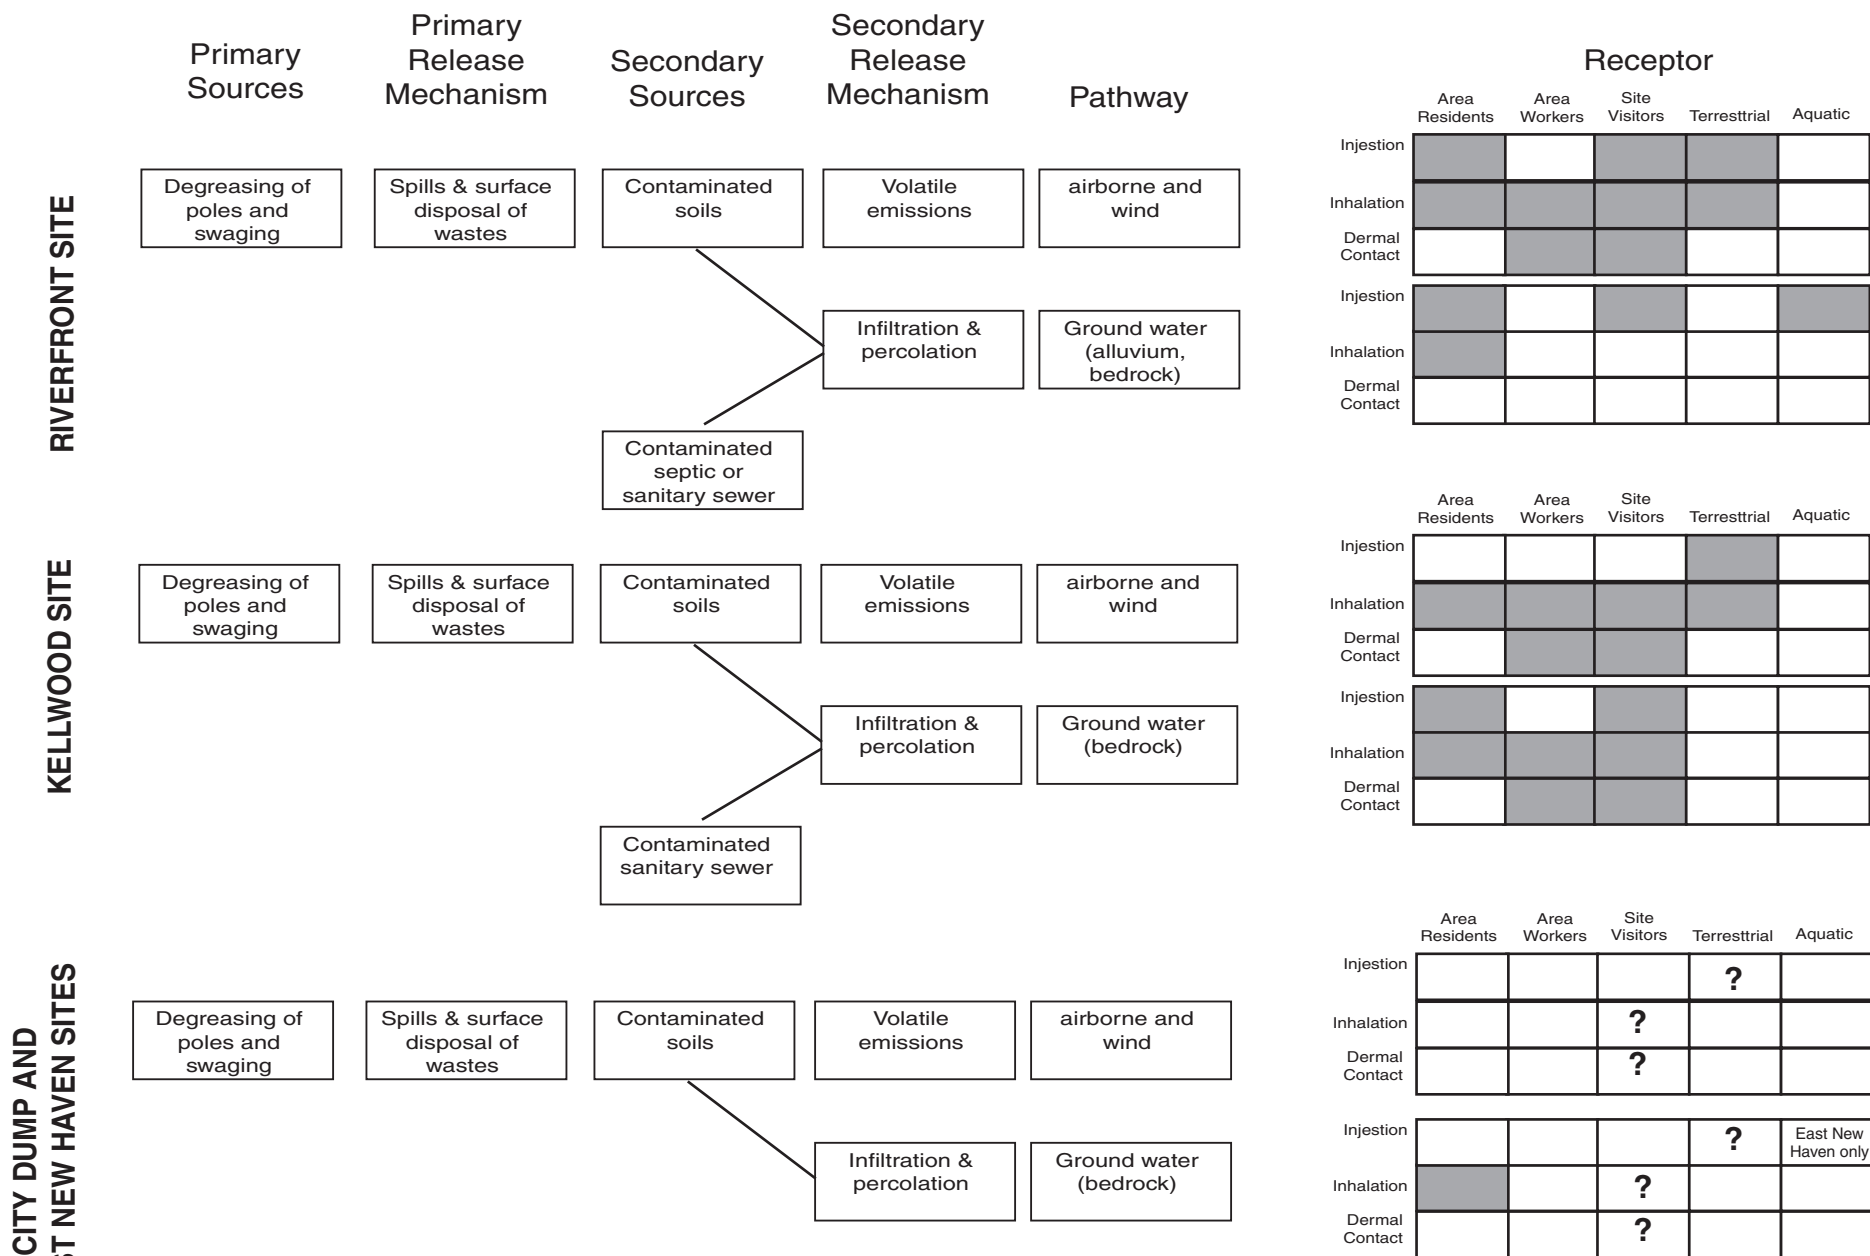 Primary
Sources
Primary
Release
Mechanism
Secondary
Sources
Secondary
Release
Mechanism
Pathway
Receptor
RIVERFRONT SITE
Degreasing of
poles and
swaging
Spills & surface
disposal of
wastes
Contaminated
soils
Volatile
emissions
airborne and
wind
Infiltration &
percolation
Ground water
(alluvium,
bedrock)
Contaminated
septic or
sanitary sewer
Area
Residents
Area
Workers
Site
Visitors
Terresttrial
Aquatic
Injestion
Inhalation
Dermal
Contact
Injestion
Inhalation
Dermal
Contact
KELLWOOD SITE
Degreasing of
poles and
swaging
Spills & surface
disposal of
wastes
Contaminated
soils
Volatile
emissions
airborne and
wind
Infiltration &
percolation
Ground water
(bedrock)
Contaminated
sanitary sewer
Area
Residents
Area
Workers
Site
Visitors
Terresttrial
Aquatic
Injestion
Inhalation
Dermal
Contact
Injestion
Inhalation
Dermal
Contact
CITY DUMP AND
NEW HAVEN SITES
Degreasing of
poles and
swaging
Spills & surface
disposal of
wastes
Contaminated
soils
Volatile
emissions
airborne and
wind
Infiltration &
percolation
Ground water
(bedrock)
Area
Residents
Area
Workers
Site
Visitors
Terresttrial
Aquatic
Injestion
?
Inhalation
?
Dermal
Contact
?
Injestion
?
East New
Haven only
Inhalation
?
Dermal
Contact
?